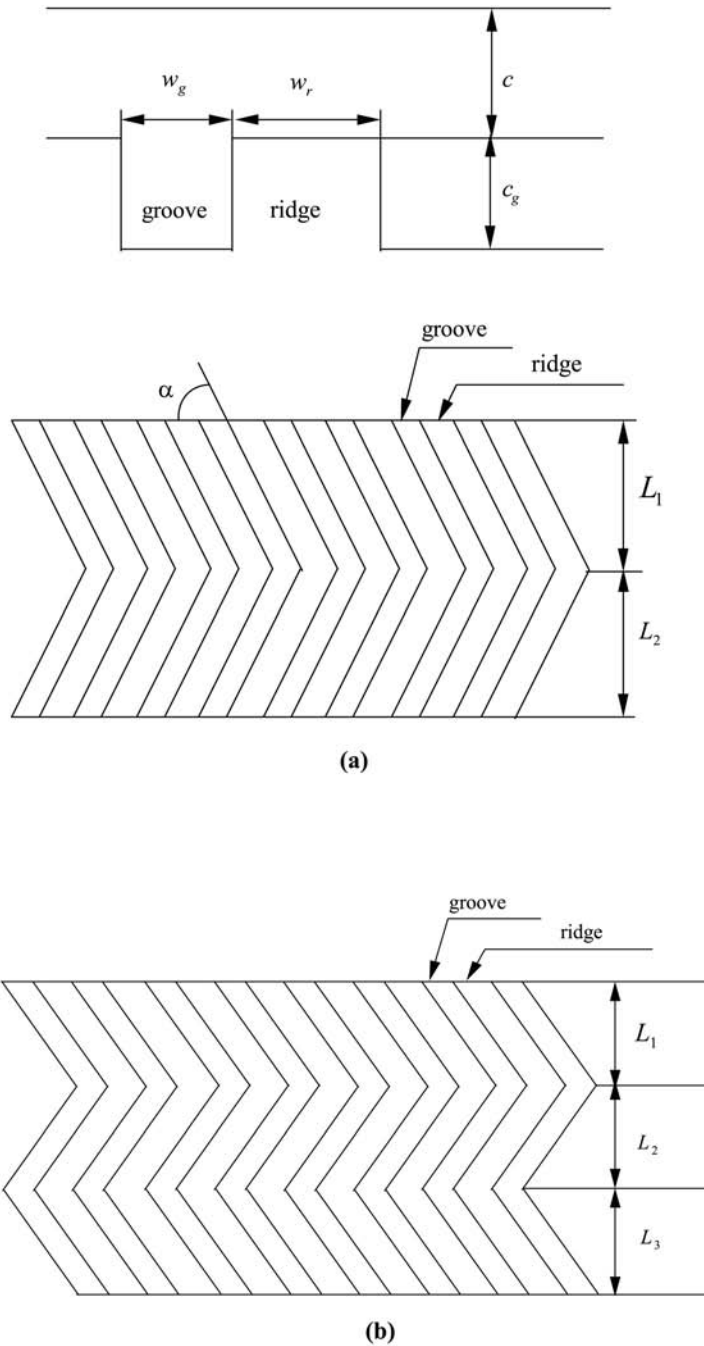 w_g w_r c
groove ridge c_g
groove
ridge
α
L_1
L_2
(a)
groove
ridge
L_1
L_2
L_3
(b)